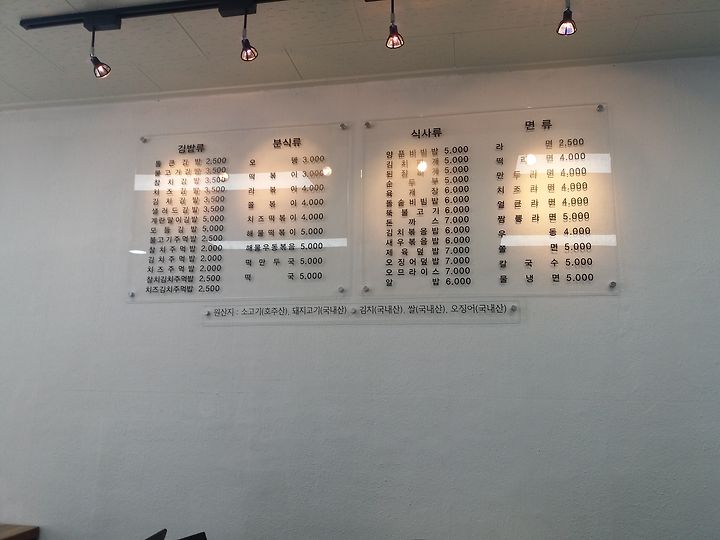 김밥류
돌 큰 김 밥 2,500
불고기김밥 3,500
참 치 김 밥 3,500
치 즈 김 밥 3,500
김 치 김 밥 3,500
샐러드김밥 3,500
계란말이김밥 5,000
모 듬 김 밥 5,000
불고기주먹밥 2,500
참치주먹밥 2,000
김치주먹밥 2,000
치즈주먹밥 2,000
참치김치주먹밥 2,500
치즈김치주먹밥 2,500
분식류
오 뎅 3,000
떡 볶 이 3,000
라 볶 이 4,000
쫄 볶 이 4,000
치즈떡볶이 4,000
해물떡볶이 5,000
해물우동볶음 5,000
떡 만 두 국 5,000
떡 국 5,000
식사류
양푼비빔밥 5,000
김 치 찌 개 5,000
된 장 찌 개 5,000
순 두 부 5,000
육 개 장 6,000
돌솥비빔밥 6,000
뚝불고기 6,000
돈 까 스 7,000
김치볶음밥 6,000
새우볶음밥 6,000
제육덮밥 7,000
오징어덮밥 7,000
오므라이스 7,000
알 밥 6,000
면 류
라 면 2,500
떡 라 면 4,000
만 두 라 면 4,000
치 즈 라 면 4,000
얼 큰 라 면 4,000
짬뽕라면 5,000
우 동 4,000
쫄 면 5,000
칼 국 수 5,000
물 냉 면 5,000
원산지 : 소고기(호주산), 돼지고기(국내산) 김치(국내산), 쌀(국내산), 오징어(국내산)